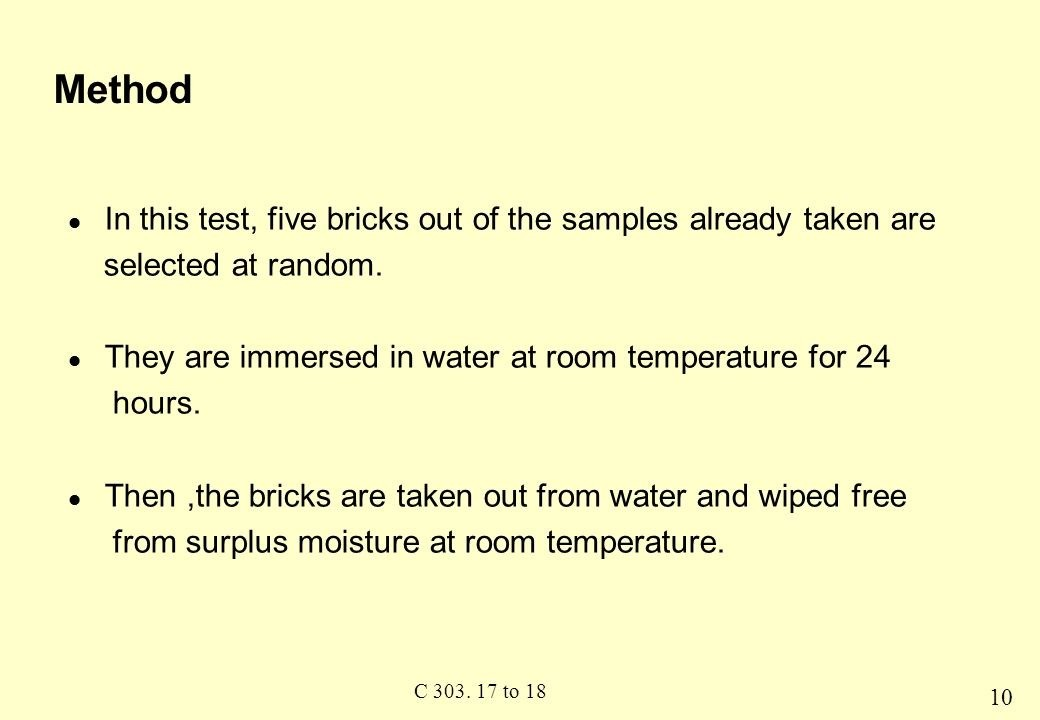 Method
● In this test, five bricks out of the samples already taken are
selected at random.
● They are immersed in water at room temperature for 24
hours.
● Then ,the bricks are taken out from water and wiped free
from surplus moisture at room temperature.
C 303. 17 to 18
10